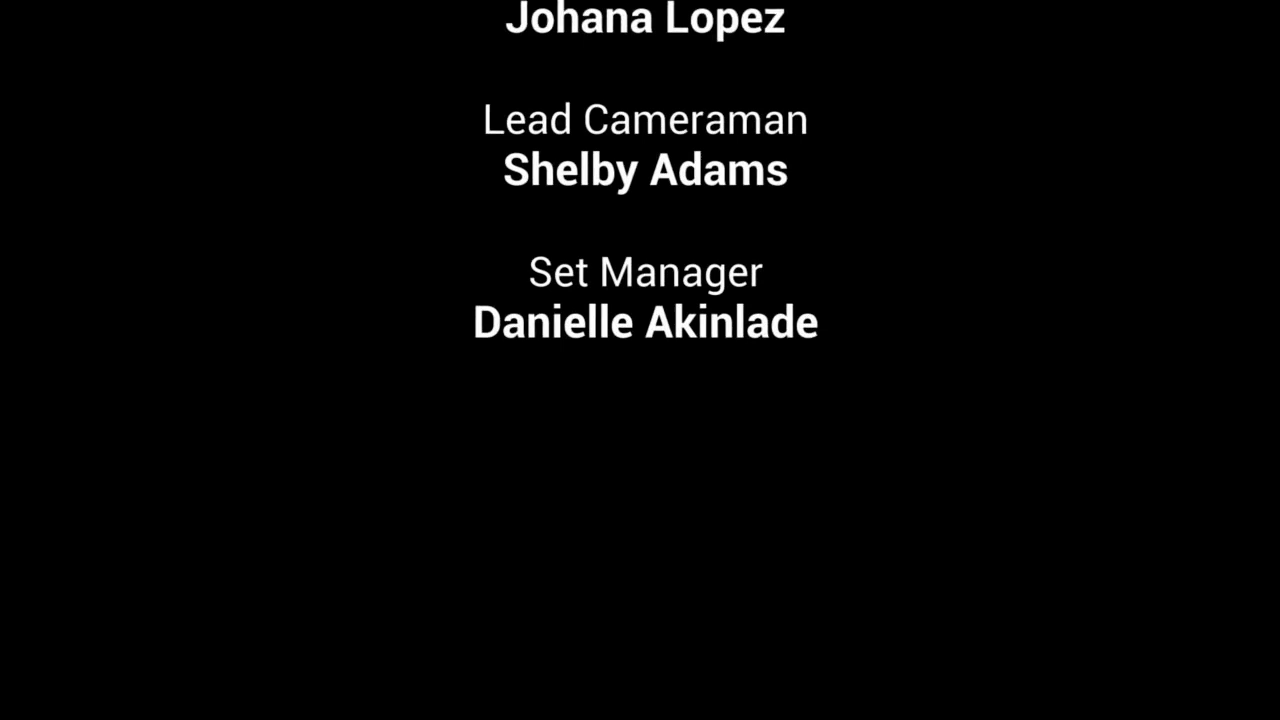 Johana Lopez
Lead Cameraman
Shelby Adams
Set Manager
Danielle Akinlade